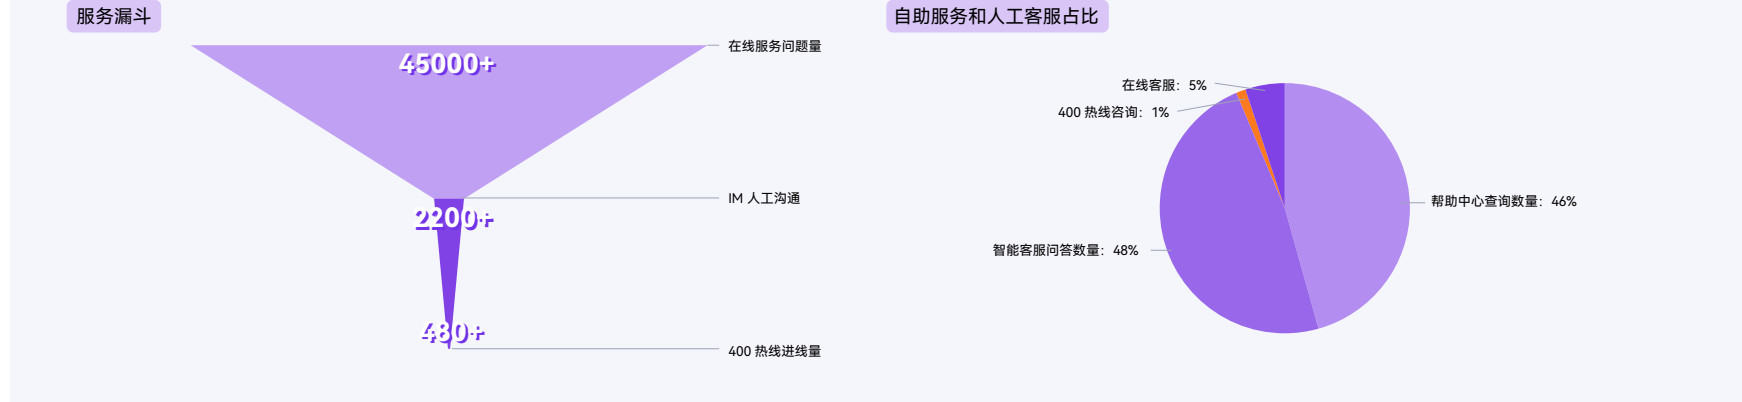 服务漏斗
45000+
在线服务问题量
2200+
IM 人工沟通
480+
400 热线进线量
自助服务和人工客服占比
在线客服：5%
400 热线咨询：1%
帮助中心查询数量：46%
智能客服问答数量：48%